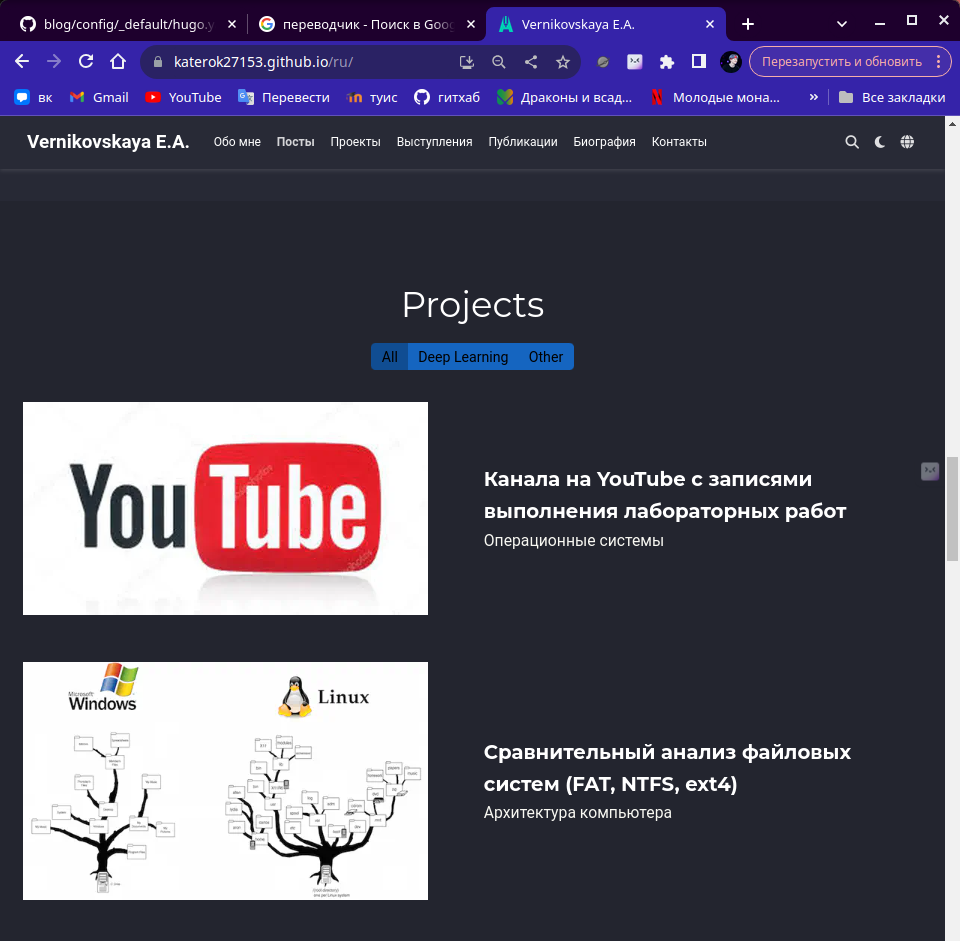 blog/config/_default/hugo.y
переводчик - Поиск в Goog
Vernikovskaya E.A.
katerok27153.github.io/ru/
Перезапустить и обновить
вк
Gmail
YouTube
Перевести
туис
гитхаб
Драконы и всад...
Молодые мона...
»
Все закладки
Vernikovskaya E.A.
Обо мне
Посты
Проекты
Выступления
Публикации
Биография
Контакты
Projects
All
Deep Learning
Other
YouTube
Канала на YouTube с записями
выполнения лабораторных работ
Операционные системы
Microsoft
Windows
Linux
Сравнительный анализ файловых
систем (FAT, NTFS, ext4)
Архитектура компьютера